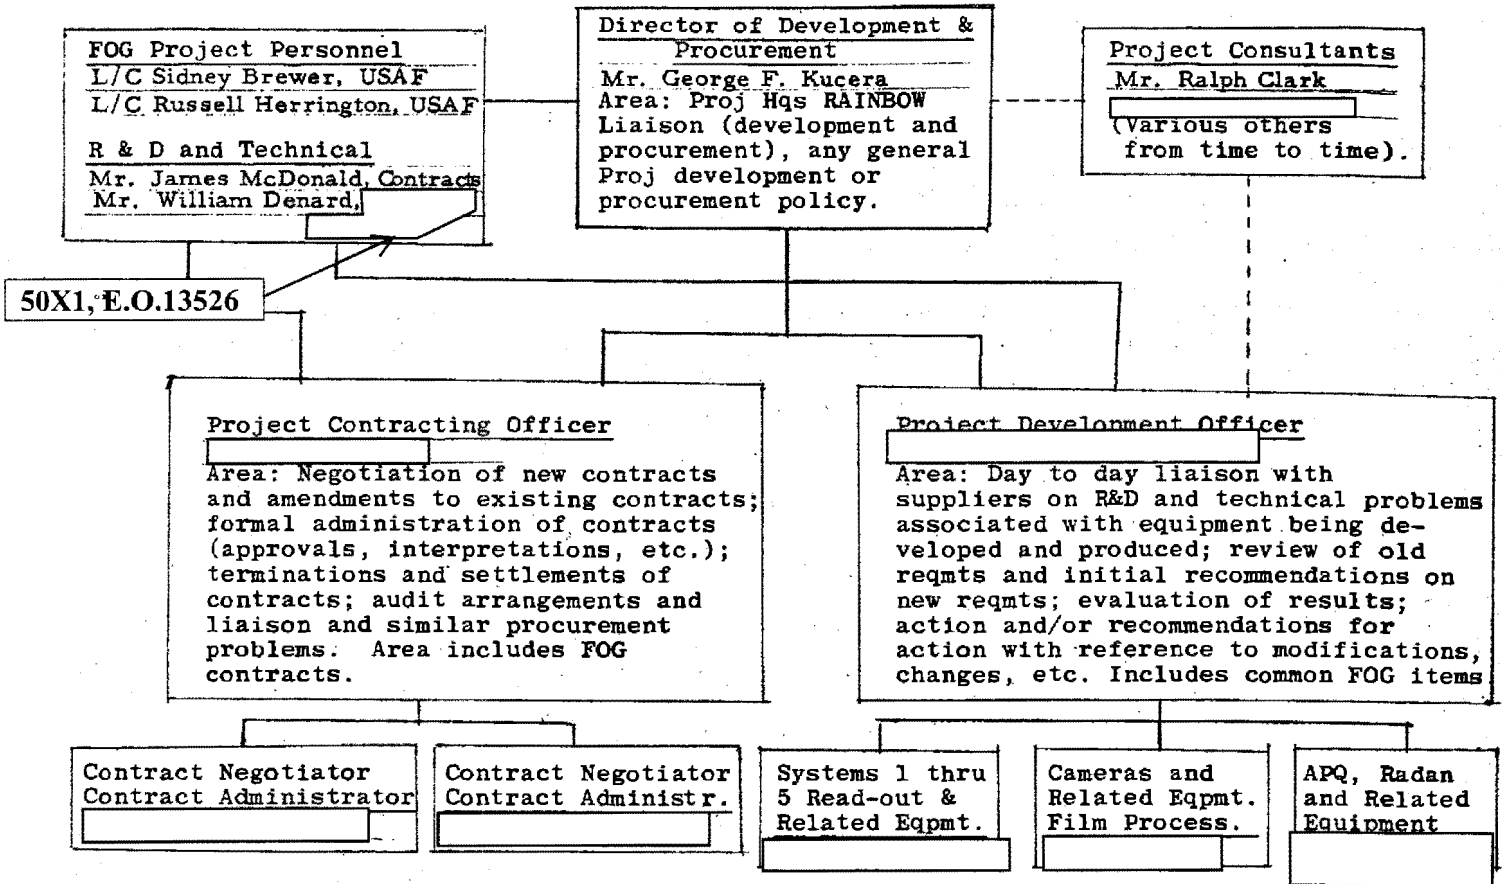 FOG Project Personnel
L/C Sidney Brewer, USAF
L/C Russell Herrington, USAF
R & D and Technical
Mr. James McDonald, Contracts
Mr. William Denard,
Director of Development &
Procurement
Mr. George F. Kucera
Area: Proj Hqs RAINBOW
Liaison (development and
procurement), any general
Proj development or
procurement policy.
Project Consultants
Mr. Ralph Clark
(Various others
from time to time).
50X1, E.O.13526
Project Contracting Officer
Area: Negotiation of new contracts
and amendments to existing contracts;
formal administration of contracts
(approvals, interpretations, etc.);
terminations and settlements of
contracts; audit arrangements and
liaison and similar procurement
problems. Area includes FOG
contracts.
Project Development Officer
Area: Day to day liaison with
suppliers on R&D and technical problems
associated with equipment being de-
veloped and produced; review of old
reqmts and initial recommendations on
new reqmts; evaluation of results;
action and/or recommendations for
action with reference to modifications,
changes, etc. Includes common FOG items
Contract Negotiator
Contract Administrator
Contract Negotiator
Contract Administr.
Systems 1 thru
5 Read-out &
Related Eqpmt.
Cameras and
Related Eqpmt.
Film Process.
APQ, Radan
and Related
Equipment